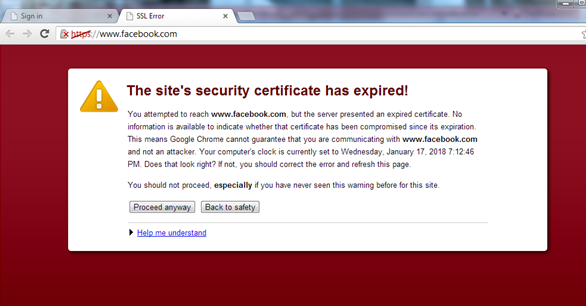 Sign in
SSL Error
https://www.facebook.com
The site's security certificate has expired!
You attempted to reach www.facebook.com, but the server presented an expired certificate. No
information is available to indicate whether that certificate has been compromised since its expiration.
This means Google Chrome cannot guarantee that you are communicating with www.facebook.com
and not an attacker. Your computer's clock is currently set to Wednesday, January 17, 2018 7:12:46
PM. Does that look right? If not, you should correct the error and refresh this page.
You should not proceed, especially if you have never seen this warning before for this site.
Proceed anyway
Back to safety
Help me understand